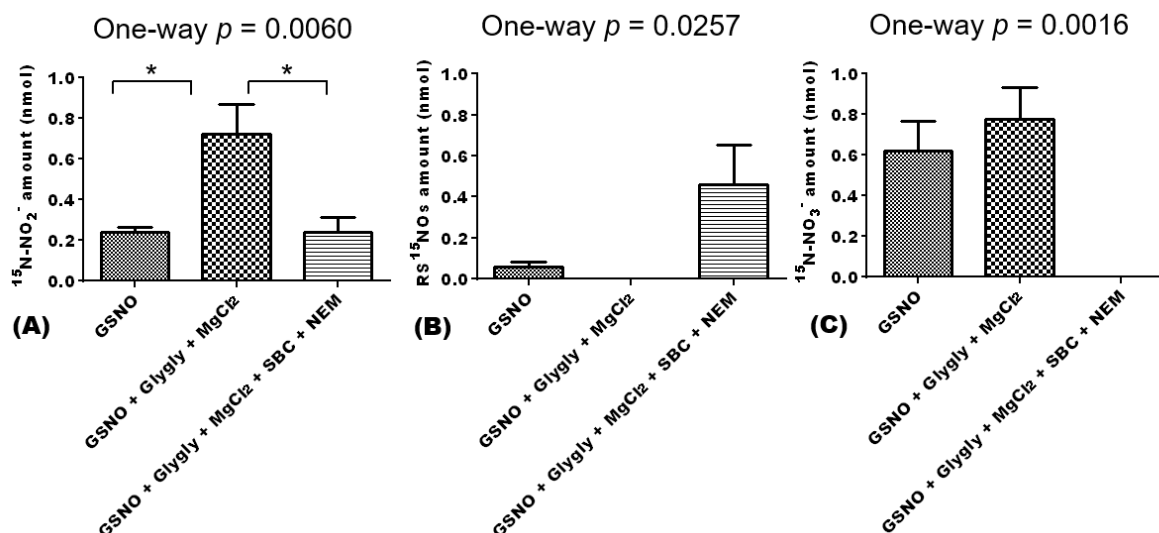 One-way p = 0.0060
* *
¹⁵N-NO₂⁻ amount (nmol)
1.0
0.8
0.6
0.4
0.2
0.0
GSNO
GSNO + Glygly + MgCl₂
GSNO + Glygly + MgCl₂ + SBC + NEM
(A)
One-way p = 0.0257
RS¹⁵NOs amount (nmol)
1.0
0.8
0.6
0.4
0.2
0.0
GSNO
GSNO + Glygly + MgCl₂
GSNO + Glygly + MgCl₂ + SBC + NEM
(B)
One-way p = 0.0016
¹⁵N-NO₃⁻ amount (nmol)
1.0
0.8
0.6
0.4
0.2
0.0
GSNO
GSNO + Glygly + MgCl₂
GSNO + Glygly + MgCl₂ + SBC + NEM
(C)